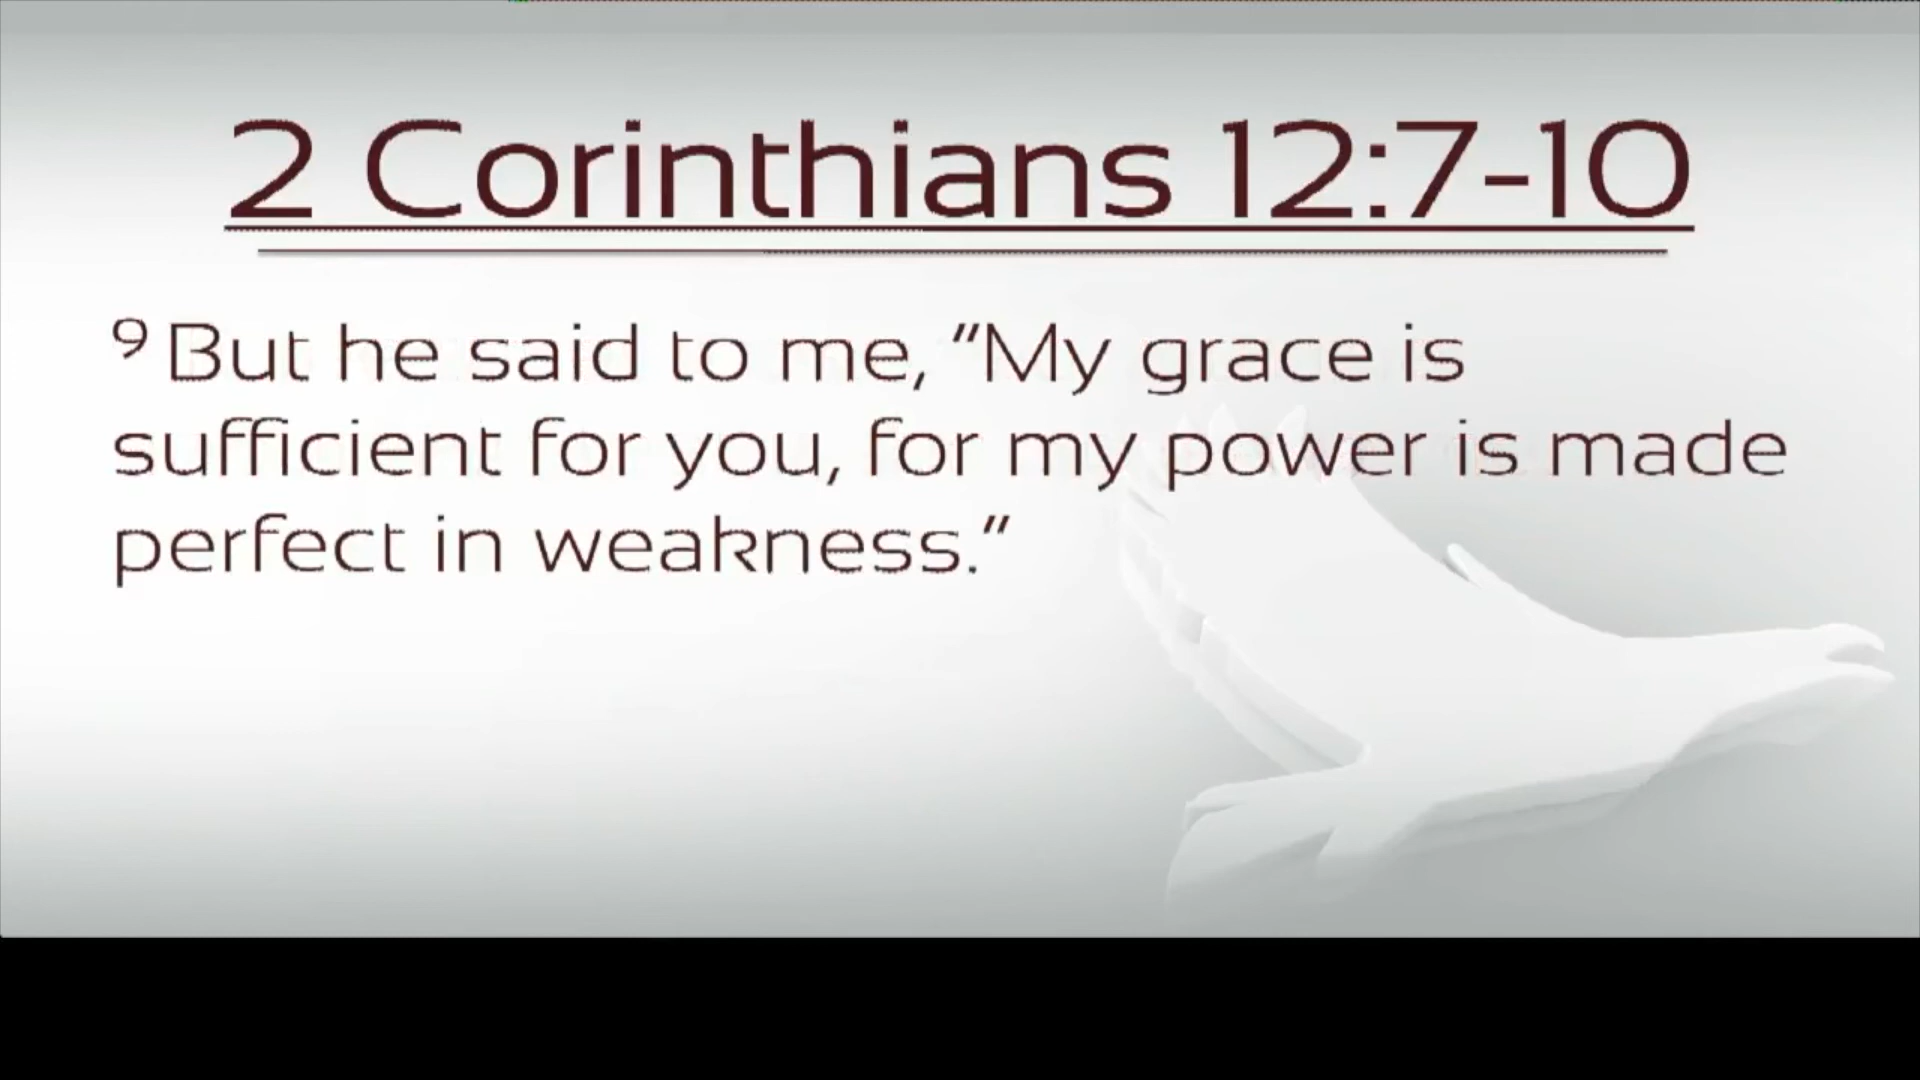 2 Corinthians 12:7-10
⁹ But he said to me, “My grace is
sufficient for you, for my power is made
perfect in weakness.”